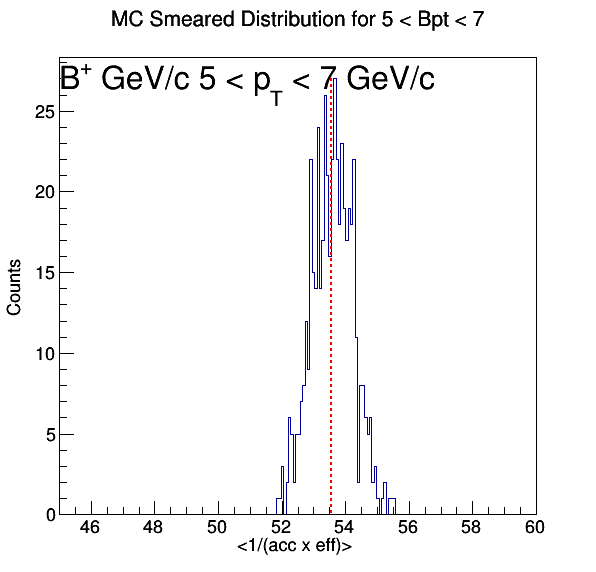 MC Smeared Distribution for 5 < Bpt < 7
B⁺ GeV/c 5 < p_T < 7 GeV/c
25
20
15
10
5
0
Counts
46 48 50 52 54 56 58 60
<1/(acc x eff)>